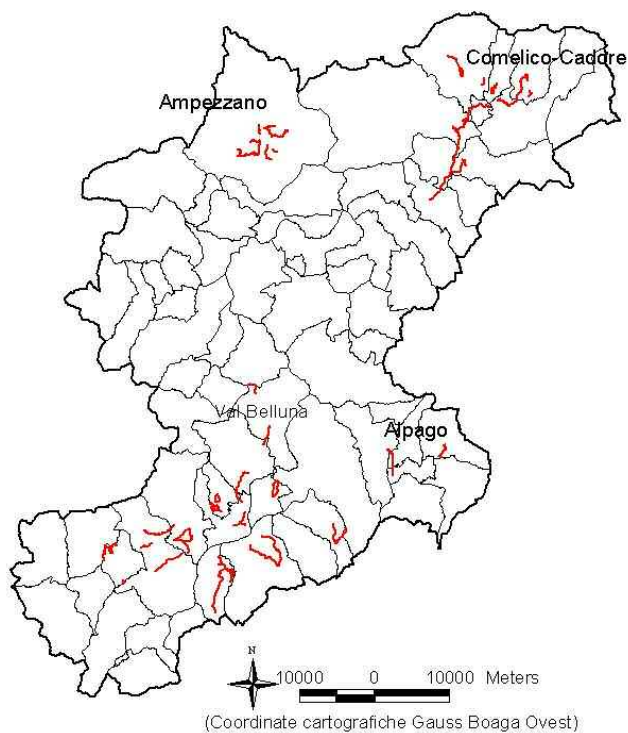 Comelico-Cadore
Ampezzano
Val Belluna
Alpago
N
10000 0 10000 Meters
(Coordinate cartografiche Gauss Boaga Ovest)